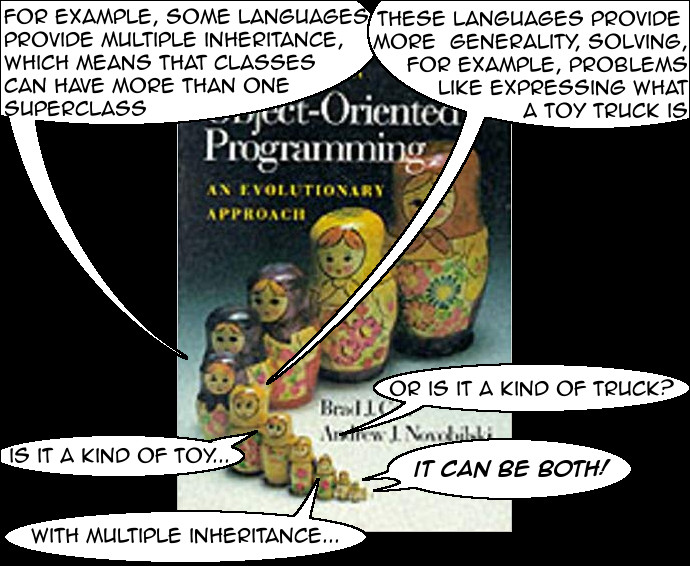 FOR EXAMPLE, SOME LANGUAGES
PROVIDE MULTIPLE INHERITANCE,
WHICH MEANS THAT CLASSES
CAN HAVE MORE THAN ONE
SUPERCLASS
THESE LANGUAGES PROVIDE
MORE GENERALITY, SOLVING,
FOR EXAMPLE, PROBLEMS
LIKE EXPRESSING WHAT
A TOY TRUCK IS
Object-Oriented
Programming
AN EVOLUTIONARY
APPROACH
OR IS IT A KIND OF TRUCK?
Brad J.
Andrew J. Novobilski
IS IT A KIND OF TOY...
IT CAN BE BOTH!
WITH MULTIPLE INHERITANCE...